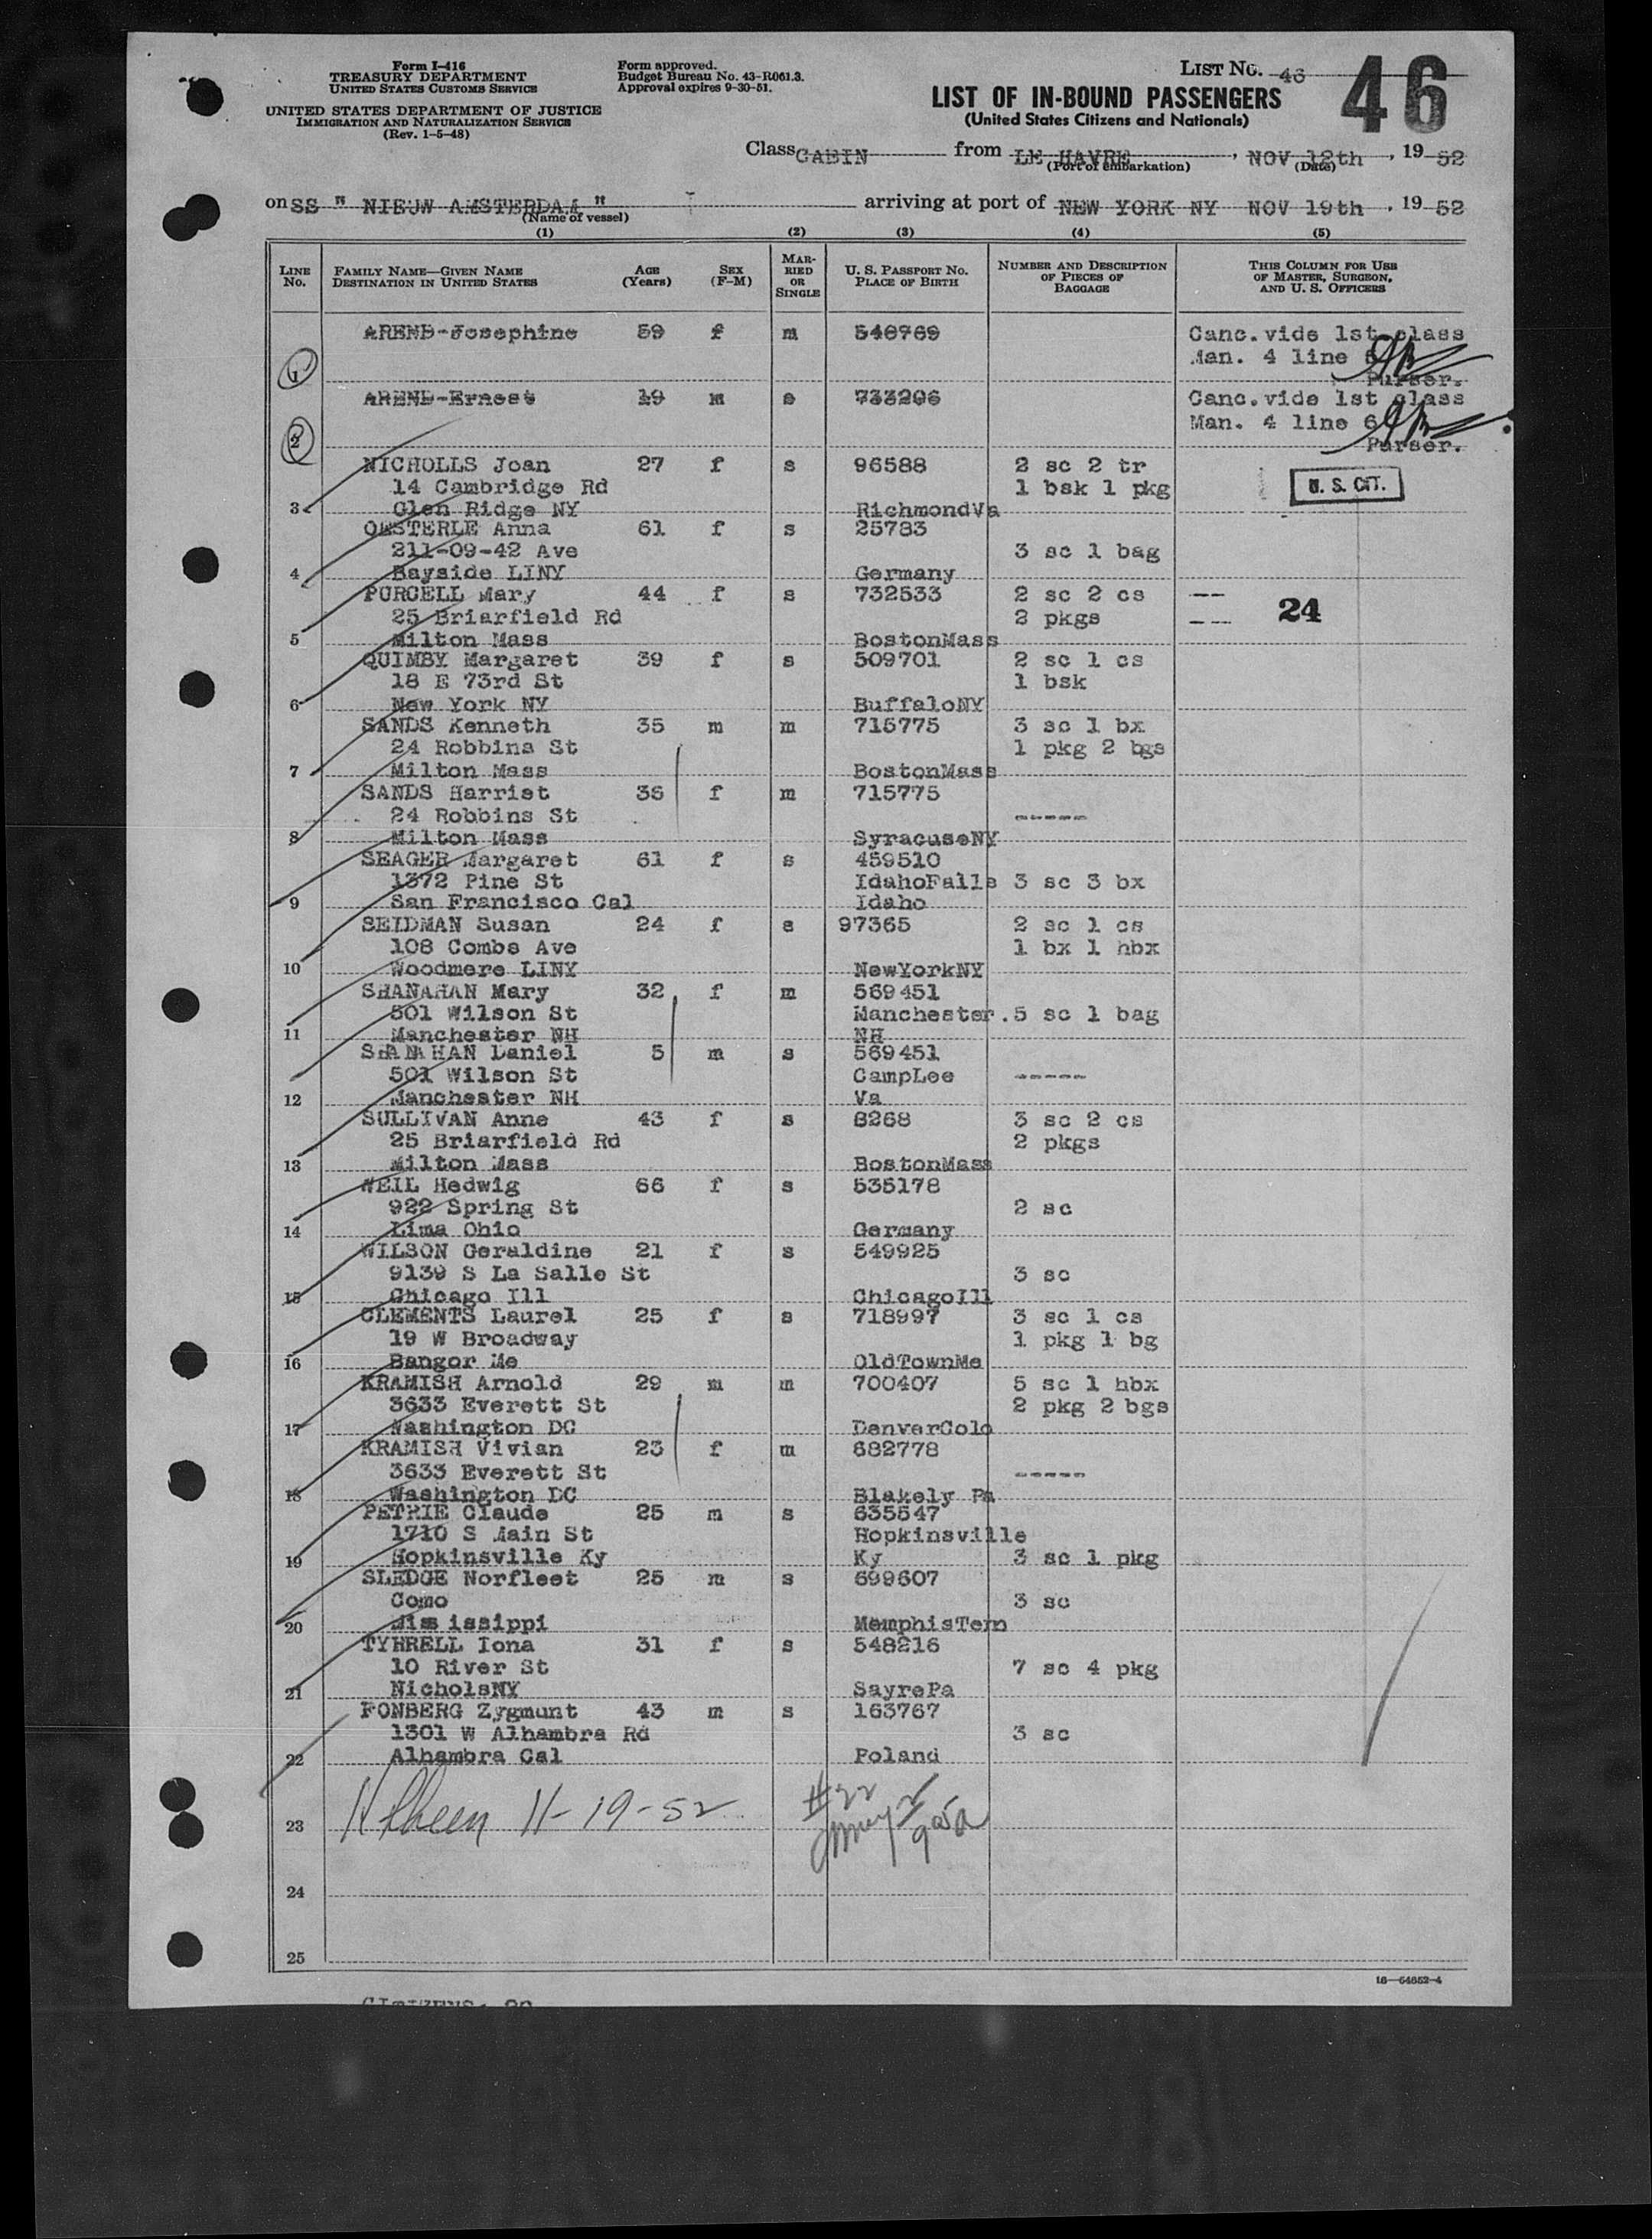 Form I-416
TREASURY DEPARTMENT
UNITED STATES CUSTOMS SERVICE
UNITED STATES DEPARTMENT OF JUSTICE
IMMIGRATION AND NATURALIZATION SERVICE
(Rev. 1-5-48)
Form approved.
Budget Bureau No. 43-R061.3.
Approval expires 9-30-51.
LIST NO. 46
46
LIST OF IN-BOUND PASSENGERS
(United States Citizens and Nationals)
Class CABIN from LE HAVRE, NOV 12th, 19 52
(Port of embarkation) (Date)
on SS " NIEUW AMSTERDAM " arriving at port of NEW YORK NY NOV 19th, 19 52
(Name of vessel)
(1) (2) (3) (4) (5)
LINE NO. FAMILY NAME—GIVEN NAME DESTINATION IN UNITED STATES AGE (Years) SEX (F-M) MARRIED OR SINGLE U. S. PASSPORT NO. PLACE OF BIRTH NUMBER AND DESCRIPTION OF PIECES OF BAGGAGE THIS COLUMN FOR USE OF MASTER, SURGEON, AND U. S. OFFICERS
AREND-Josephine 59 f m 548769 Canc.vide 1st class
1 Man. 4 line
Purser.
AREND-Ernest 19 m s 733206 Canc.vide 1st class
2 Man. 4 line 6
Purser.
NICHOLLS Joan 27 f s 96588 2 sc 2 tr
14 Cambridge Rd 1 bsk 1 pkg U. S. CIT.
3 Glen Ridge NY RichmondVa
OESTERLE Anna 61 f s 25783
211-09-42 Ave 3 sc 1 bag
4 Bayside LINY Germany
PURCELL Mary 44 f s 732533 2 sc 2 cs --
25 Briarfield Rd 2 pkgs --- 24
5 Milton Mass BostonMass
QUIMBY Margaret 39 f s 509701 2 sc 1 cs
18 E 73rd St 1 bsk
6 New York NY BuffaloNY
SANDS Kenneth 35 m m 715775 3 sc 1 bx
24 Robbins St 1 pkg 2 bgs
7 Milton Mass BostonMass
SANDS Harriet 36 f m 715775
24 Robbins St -----
8 Milton Mass SyracuseNY
SEAGER Margaret 61 f s 459510
1372 Pine St IdahoFalls 3 sc 3 bx
9 San Francisco Cal Idaho
SEIDMAN Susan 24 f s 97365 2 sc 1 cs
108 Combs Ave 1 bx 1 hbx
10 Woodmere LINY NewYorkNY
SHANAHAN Mary 32 f m 569451
501 Wilson St Manchester. 5 sc 1 bag
11 Manchester NH NH
SHANAHAN Daniel 5 m s 569451
501 Wilson St CampLee -----
12 Manchester NH Va
SULLIVAN Anne 43 f s 8268 3 sc 2 cs
25 Briarfield Rd 2 pkgs
13 Milton Mass BostonMass
WEIL Hedwig 66 f s 535178
922 Spring St 2 sc
14 Lima Ohio Germany
WILSON Geraldine 21 f s 549925
9139 S La Salle St 3 sc
15 Chicago Ill ChicagoIll
CLEMENTS Laurel 25 f s 718997 3 sc 1 cs
19 W Broadway 1 pkg 1 bg
16 Bangor Me OldTownMe
KRAMISH Arnold 29 m m 700407 5 sc 1 hbx
3633 Everett St 2 pkg 2 bgs
17 Washington DC DenverColo
KRAMISH Vivian 23 f m 682778
3633 Everett St -----
18 Washington DC Blakely Pa
PETRIE Claude 25 m s 635547
1710 S Main St Hopkinsville
19 Hopkinsville Ky Ky 3 sc 1 pkg
SLEDGE Norfleet 25 m s 699607
Como 3 sc
20 Mississippi MemphisTenn
TYHRELL Iona 31 f s 548216
10 River St 7 sc 4 pkg
21 NicholsNY SayrePa
FONBERG Zygmunt 43 m s 163767
1301 W Alhambra Rd 3 sc
22 Alhambra Cal Poland
23 11-19-52 #22
24
25
16—54652-4
CITIZENS: 20